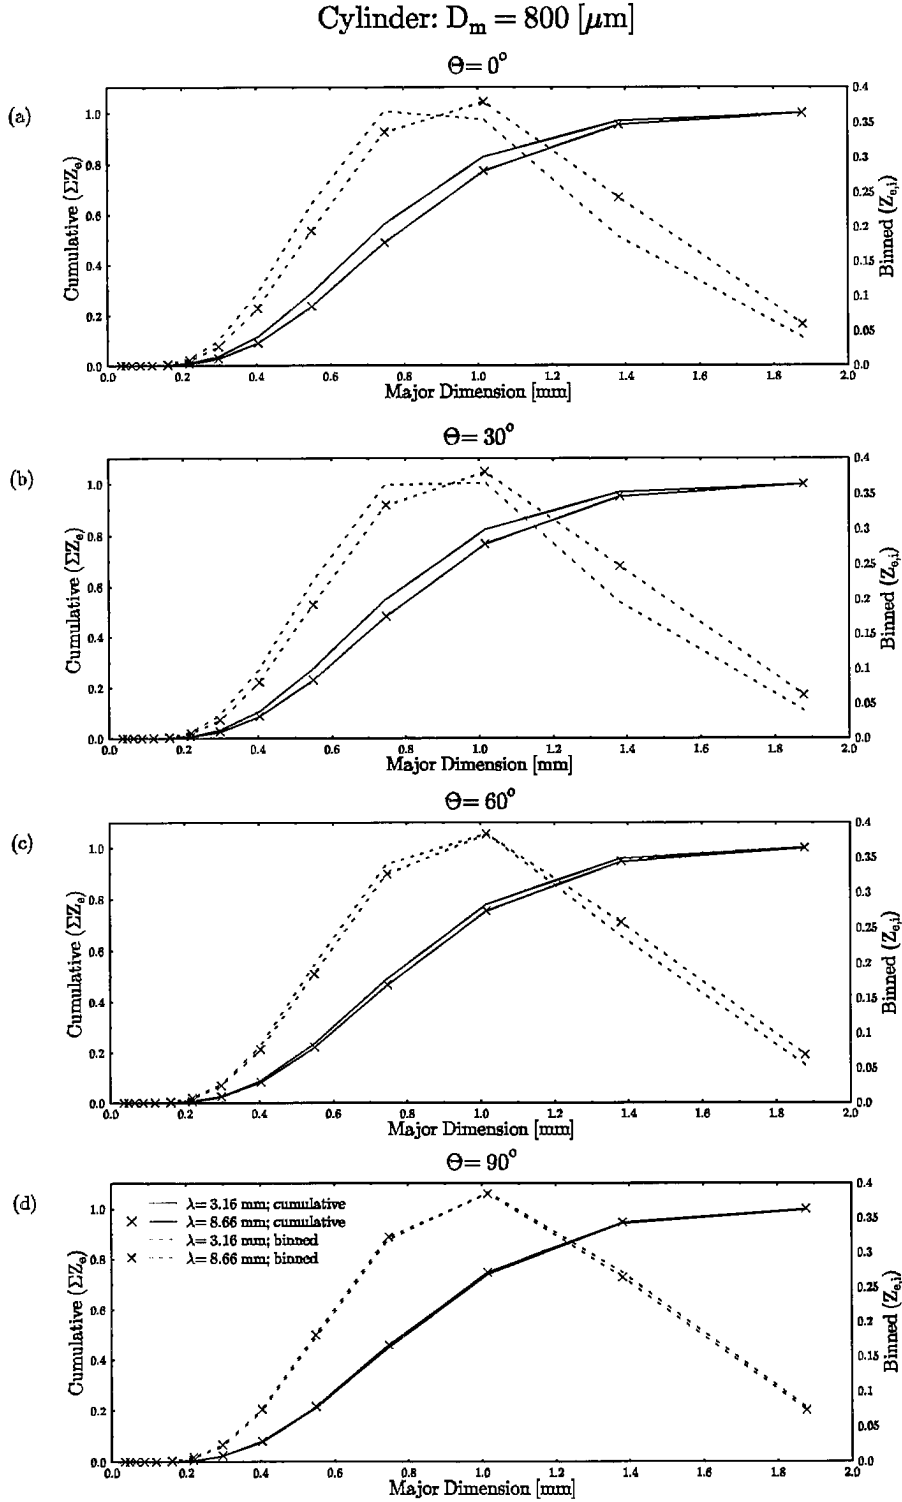 Cylinder: Dₘ = 800 [μm]
Θ= 0°
(a)
1.0
0.8
0.6
0.4
0.2
0.0
Cumulative (ΣZₑ)
0.4
0.35
0.3
0.25
0.2
0.15
0.1
0.05
0.0
Binned (Zₑ,ᵢ)
0.0 0.2 0.4 0.6 0.8 1.0 1.2 1.4 1.6 1.8 2.0
Major Dimension [mm]
Θ= 30°
(b)
1.0
0.8
0.6
0.4
0.2
0.0
Cumulative (ΣZₑ)
0.4
0.35
0.3
0.25
0.2
0.15
0.1
0.05
0.0
Binned (Zₑ,ᵢ)
0.0 0.2 0.4 0.6 0.8 1.0 1.2 1.4 1.6 1.8 2.0
Major Dimension [mm]
Θ= 60°
(c)
1.0
0.8
0.6
0.4
0.2
0.0
Cumulative (ΣZₑ)
0.4
0.35
0.3
0.25
0.2
0.15
0.1
0.05
0.0
Binned (Zₑ,ᵢ)
0.0 0.2 0.4 0.6 0.8 1.0 1.2 1.4 1.6 1.8 2.0
Major Dimension [mm]
Θ= 90°
(d)
λ= 3.16 mm; cumulative
λ= 8.66 mm; cumulative
λ= 3.16 mm; binned
λ= 8.66 mm; binned
1.0
0.8
0.6
0.4
0.2
0.0
Cumulative (ΣZₑ)
0.4
0.35
0.3
0.25
0.2
0.15
0.1
0.05
0.0
Binned (Zₑ,ᵢ)
0.0 0.2 0.4 0.6 0.8 1.0 1.2 1.4 1.6 1.8 2.0
Major Dimension [mm]